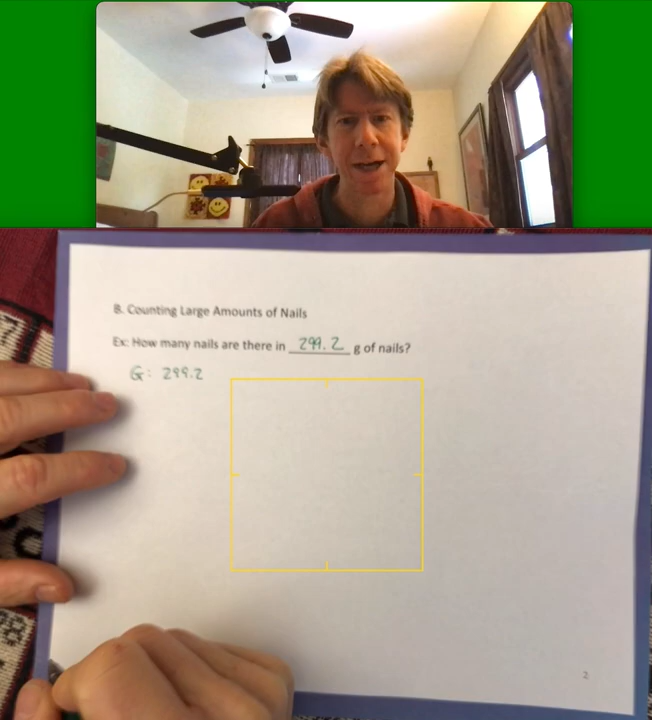 B. Counting Large Amounts of Nails
Ex: How many nails are there in 299.2 g of nails?
G: 299.2
2